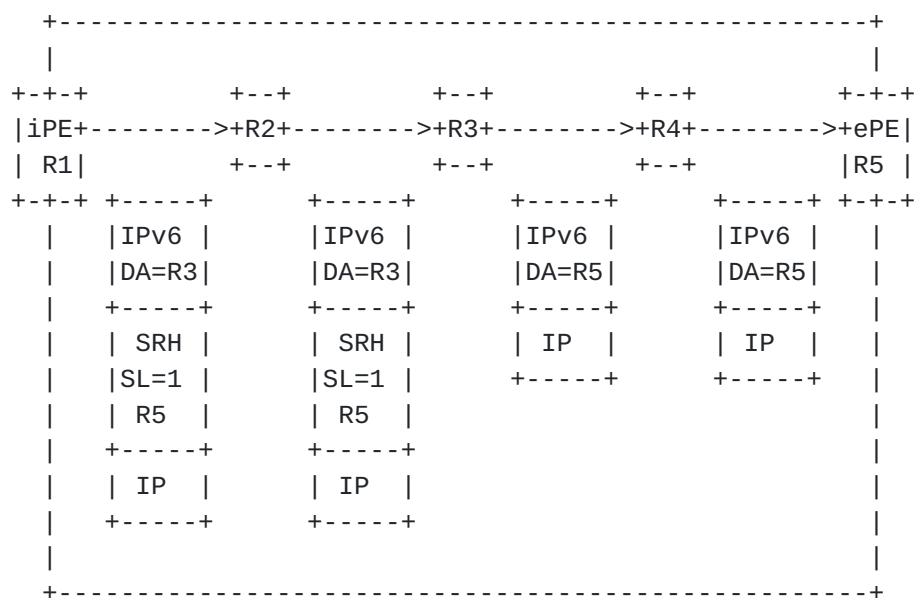 +---------------------------------------------------------+
  |                                                         |
+-+-+         +--+         +--+         +--+         +-+-+
|iPE+-------->+R2+-------->+R3+-------->+R4+-------->+ePE|
| R1|         +--+         +--+         +--+         |R5 |
+-+-+ +-----+      +-----+      +-----+      +-----+ +-+-+
  |   |IPv6 |      |IPv6 |      |IPv6 |      |IPv6 |   |
  |   |DA=R3|      |DA=R3|      |DA=R5|      |DA=R5|   |
  |   +-----+      +-----+      +-----+      +-----+   |
  |   | SRH |      | SRH |      | IP  |      | IP  |   |
  |   |SL=1 |      |SL=1 |      +-----+      +-----+   |
  |   | R5  |      | R5  |                             |
  |   +-----+      +-----+                             |
  |   | IP  |      | IP  |                             |
  |   +-----+      +-----+                             |
  |                                                    |
  +---------------------------------------------------------+